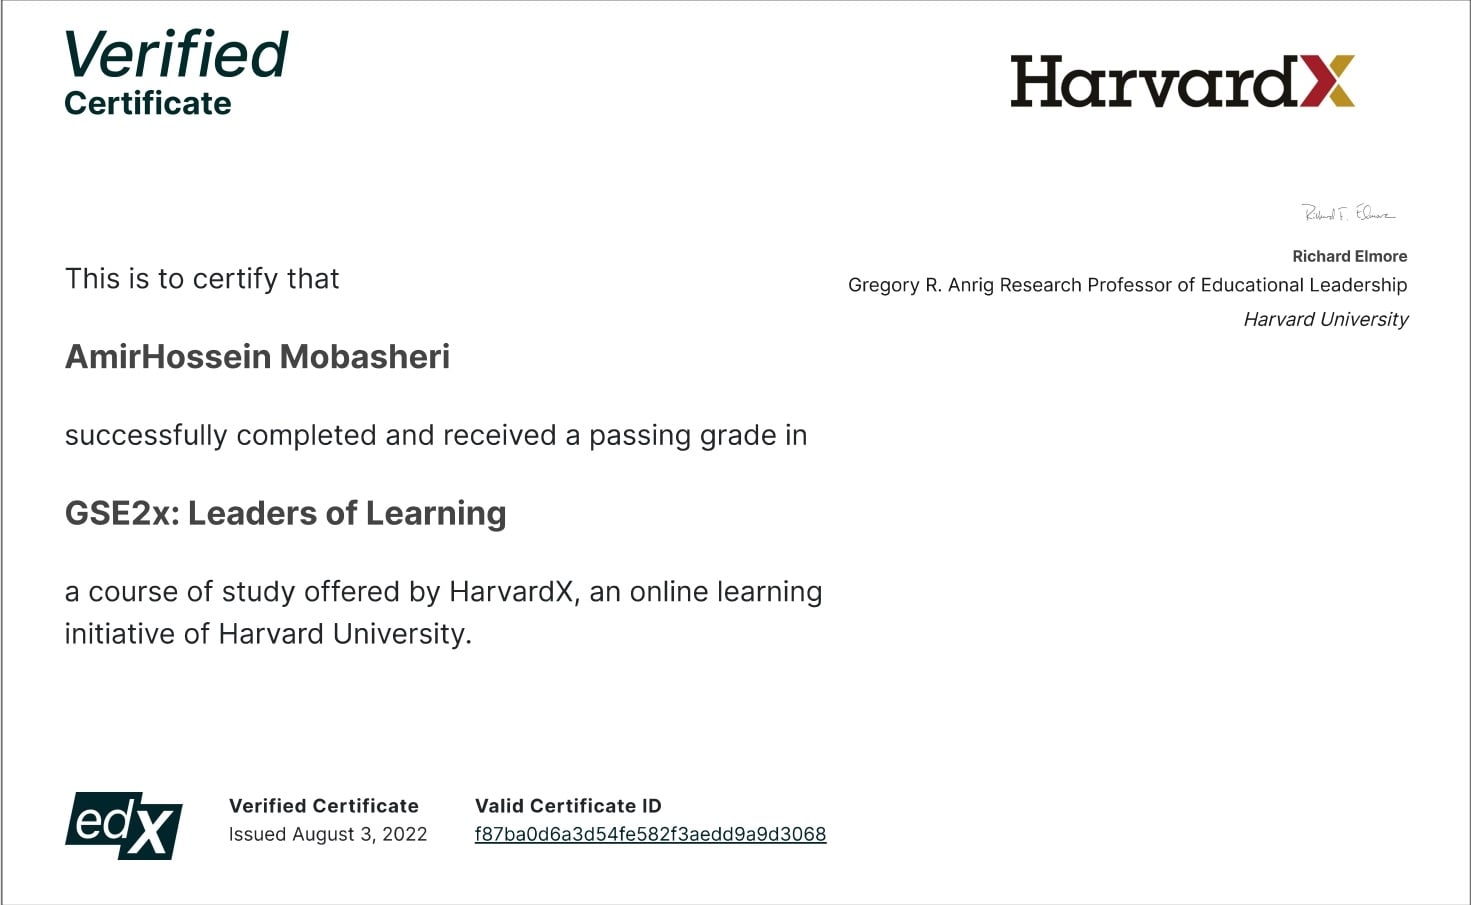 Verified
Certificate
HarvardX
Richard F. Elmore
Richard Elmore
Gregory R. Anrig Research Professor of Educational Leadership
Harvard University
This is to certify that
AmirHossein Mobasheri
successfully completed and received a passing grade in
GSE2x: Leaders of Learning
a course of study offered by HarvardX, an online learning
initiative of Harvard University.
edX
Verified Certificate
Issued August 3, 2022
Valid Certificate ID
f87ba0d6a3d54fe582f3aedd9a9d3068